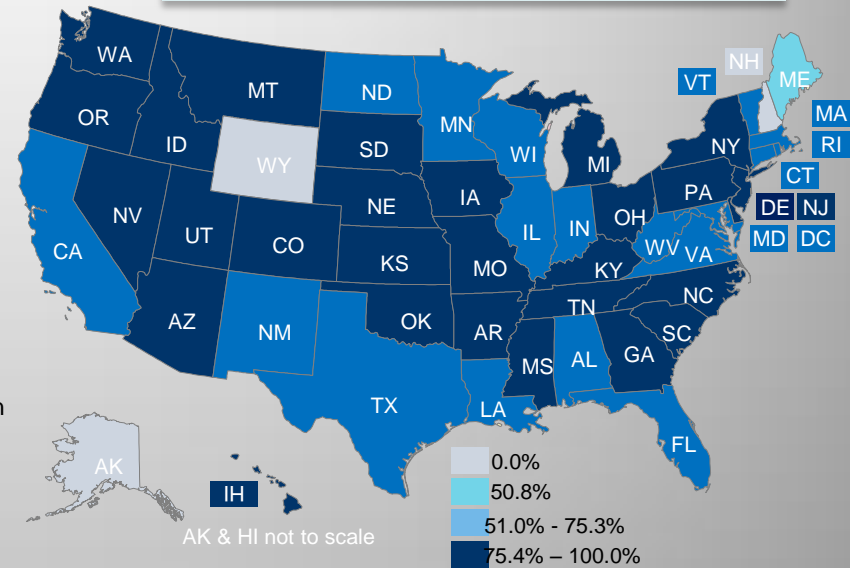 WA
MT
ND
MN
OR
ID
WY
SD
WI
MI
NY
VT
NH
ME
MA
RI
CT
DE NJ
MD DC
NV
UT
CO
NE
IA
IL
IN
OH
PA
WV
VA
CA
KS
MO
KY
AZ
NM
OK
AR
TN
NC
SC
MS
AL
GA
TX
LA
FL
n
AK
IH
AK & HI not to scale
0.0%
50.8%
51.0% - 75.3%
75.4% – 100.0%